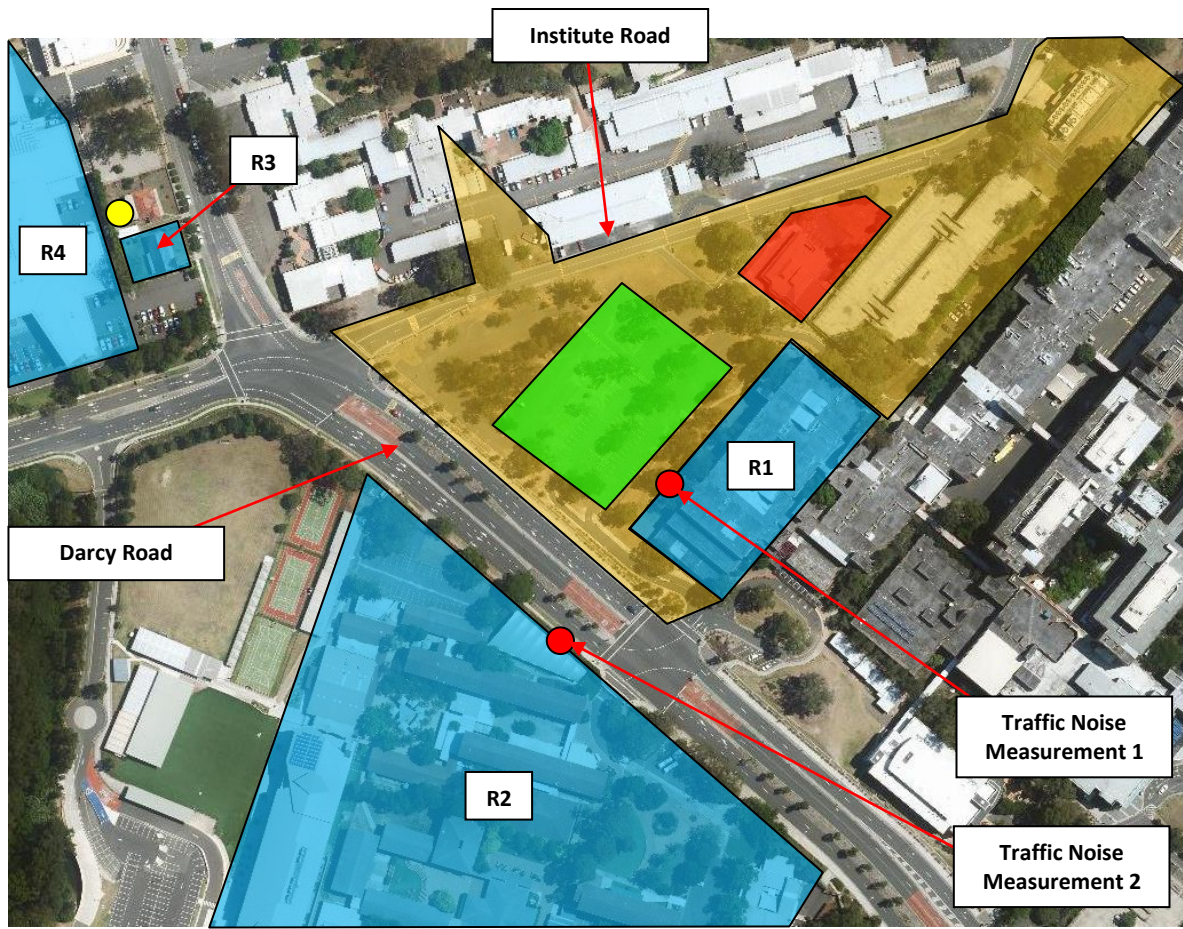 Institute Road
R3
R4
R1
Darcy Road
R2
Traffic Noise
Measurement 1
Traffic Noise
Measurement 2